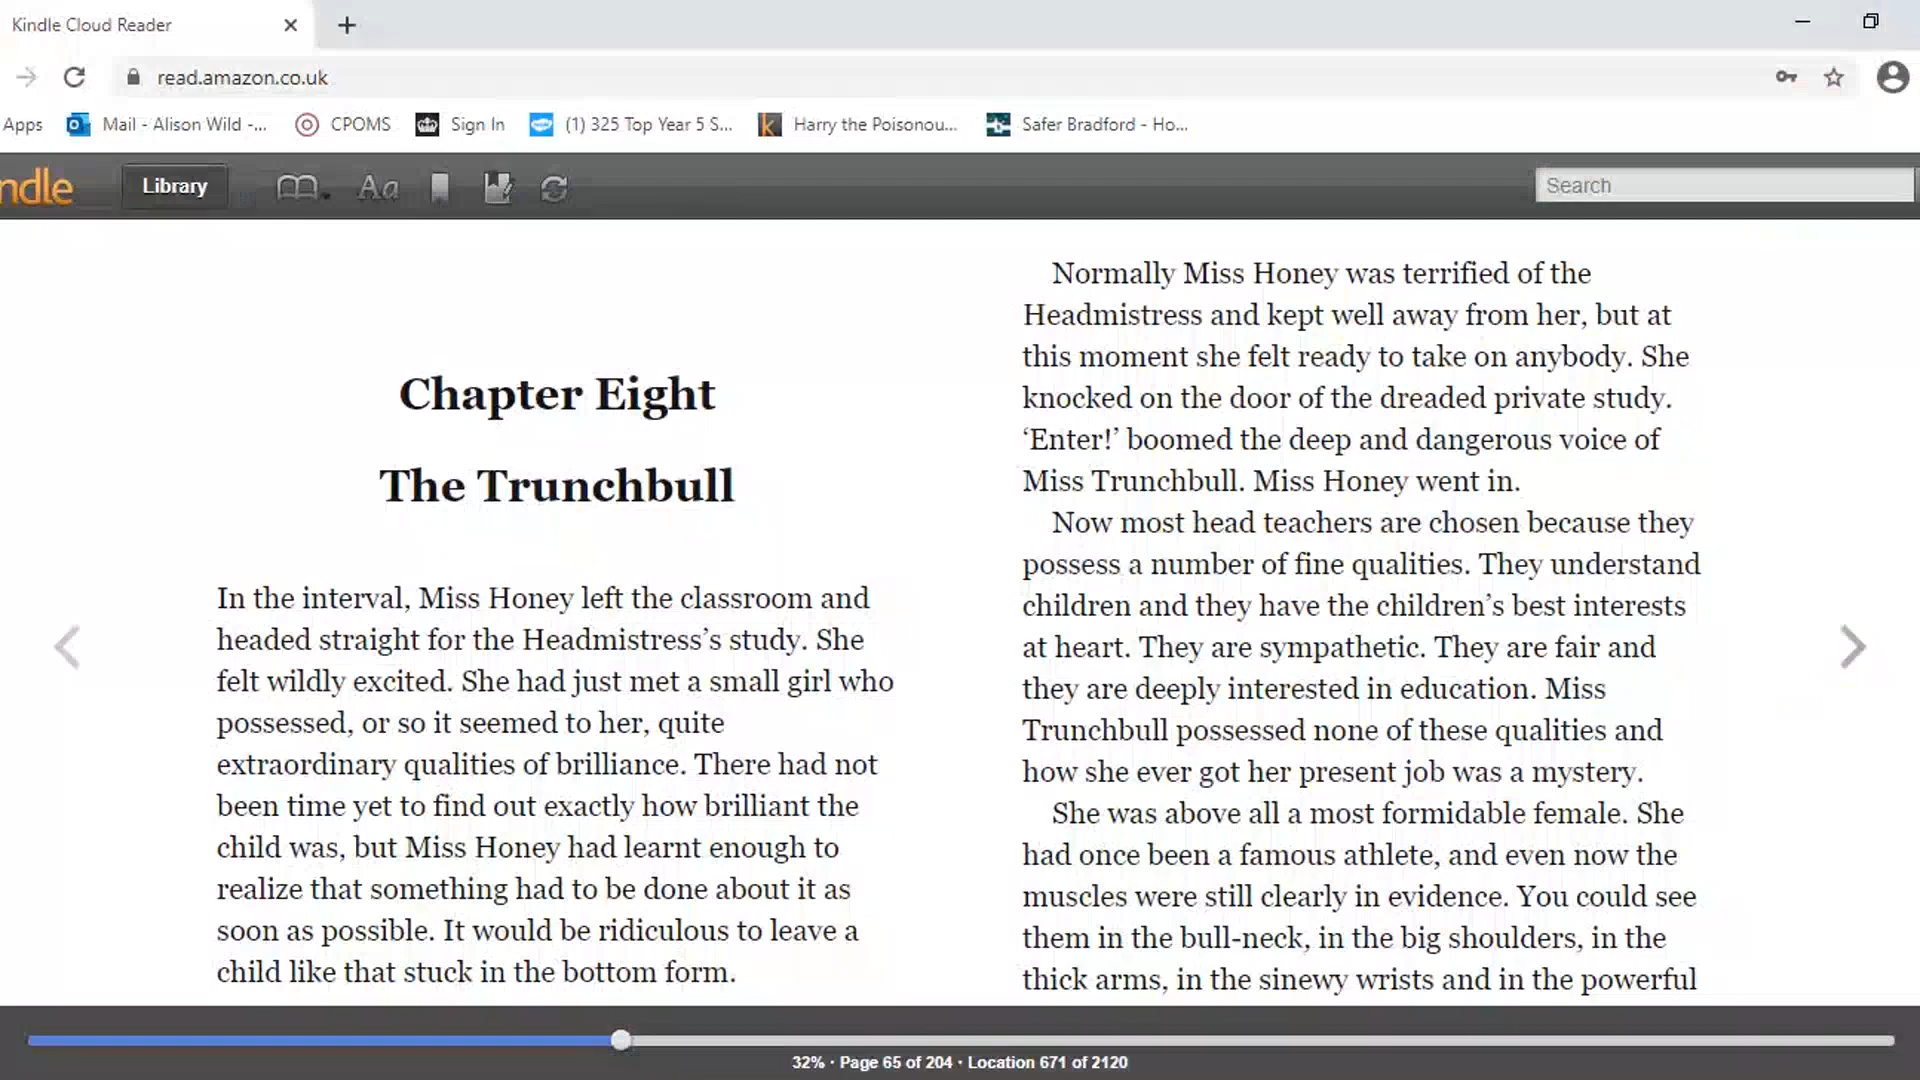 Kindle Cloud Reader
read.amazon.co.uk
Apps
Mail - Alison Wild -...
CPOMS
Sign In
(1) 325 Top Year 5 S...
Harry the Poisonou...
Safer Bradford - Ho...
ndle
Library
Aa
Search
Chapter Eight
The Trunchbull
In the interval, Miss Honey left the classroom and
headed straight for the Headmistress’s study. She
felt wildly excited. She had just met a small girl who
possessed, or so it seemed to her, quite
extraordinary qualities of brilliance. There had not
been time yet to find out exactly how brilliant the
child was, but Miss Honey had learnt enough to
realize that something had to be done about it as
soon as possible. It would be ridiculous to leave a
child like that stuck in the bottom form.
Normally Miss Honey was terrified of the
Headmistress and kept well away from her, but at
this moment she felt ready to take on anybody. She
knocked on the door of the dreaded private study.
‘Enter!’ boomed the deep and dangerous voice of
Miss Trunchbull. Miss Honey went in.
Now most head teachers are chosen because they
possess a number of fine qualities. They understand
children and they have the children’s best interests
at heart. They are sympathetic. They are fair and
they are deeply interested in education. Miss
Trunchbull possessed none of these qualities and
how she ever got her present job was a mystery.
She was above all a most formidable female. She
had once been a famous athlete, and even now the
muscles were still clearly in evidence. You could see
them in the bull-neck, in the big shoulders, in the
thick arms, in the sinewy wrists and in the powerful
32% · Page 65 of 204 · Location 671 of 2120